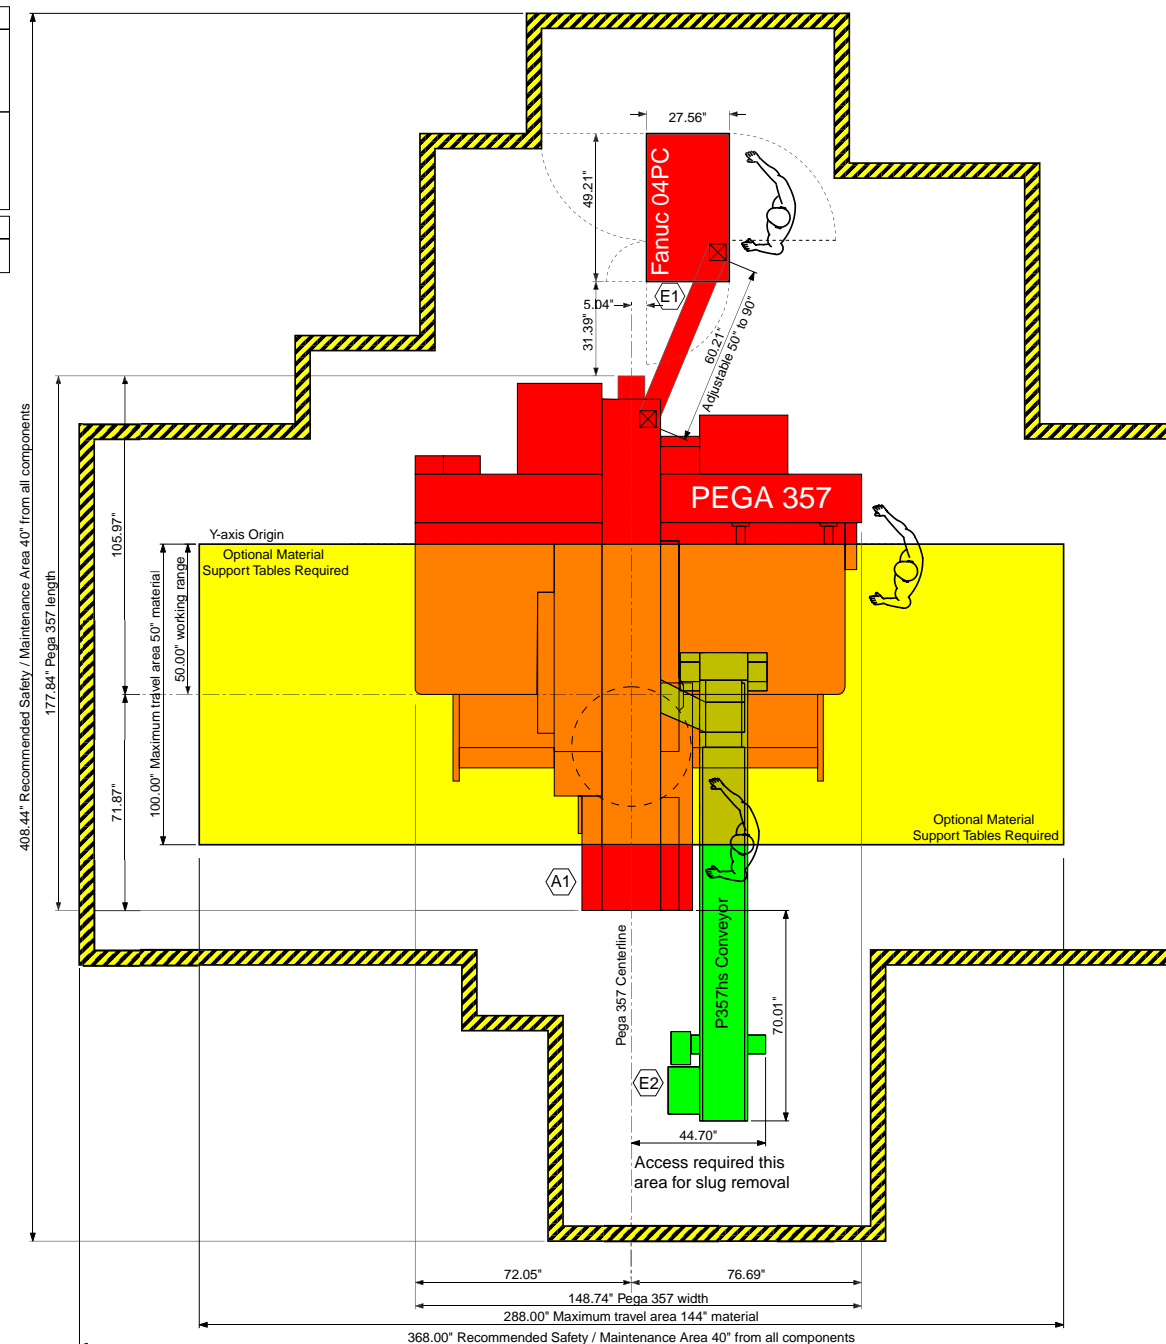 27.56"
Fanuc 04PC
49.21"
E1
5.04"
31.39"
60.21"
Adjustable 50" to 90"
PEGA 357
Y-axis Origin
Optional Material
Support Tables Required
408.44" Recommended Safety / Maintenance Area 40" from all components
177.84" Pega 357 length
105.97"
71.87"
100.00" Maximum travel area 50" material
50.00" working range
Optional Material
Support Tables Required
A1
Pega 357 Centerline
P357hs Conveyor
70.01"
E2
44.70"
Access required this
area for slug removal
72.05"
76.69"
148.74" Pega 357 width
288.00" Maximum travel area 144" material
368.00" Recommended Safety / Maintenance Area 40" from all components